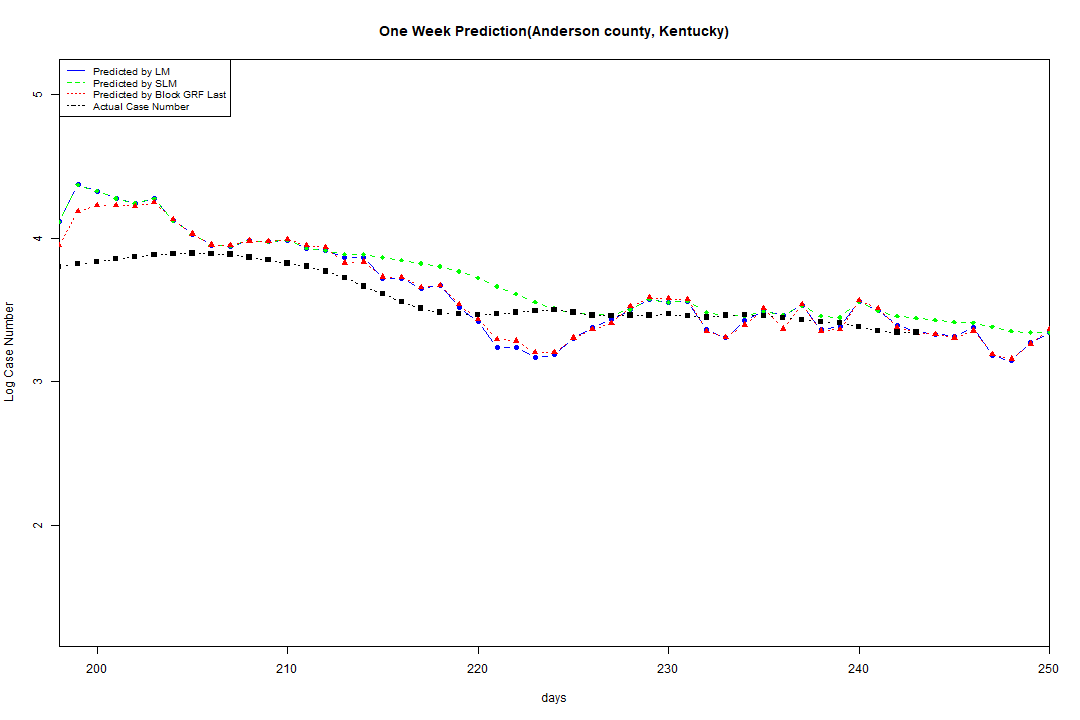 One Week Prediction(Anderson county, Kentucky)
Predicted by LM
Predicted by SLM
Predicted by Block GRF Last
Actual Case Number
5
4
3
2
Log Case Number
200 210 220 230 240 250
days